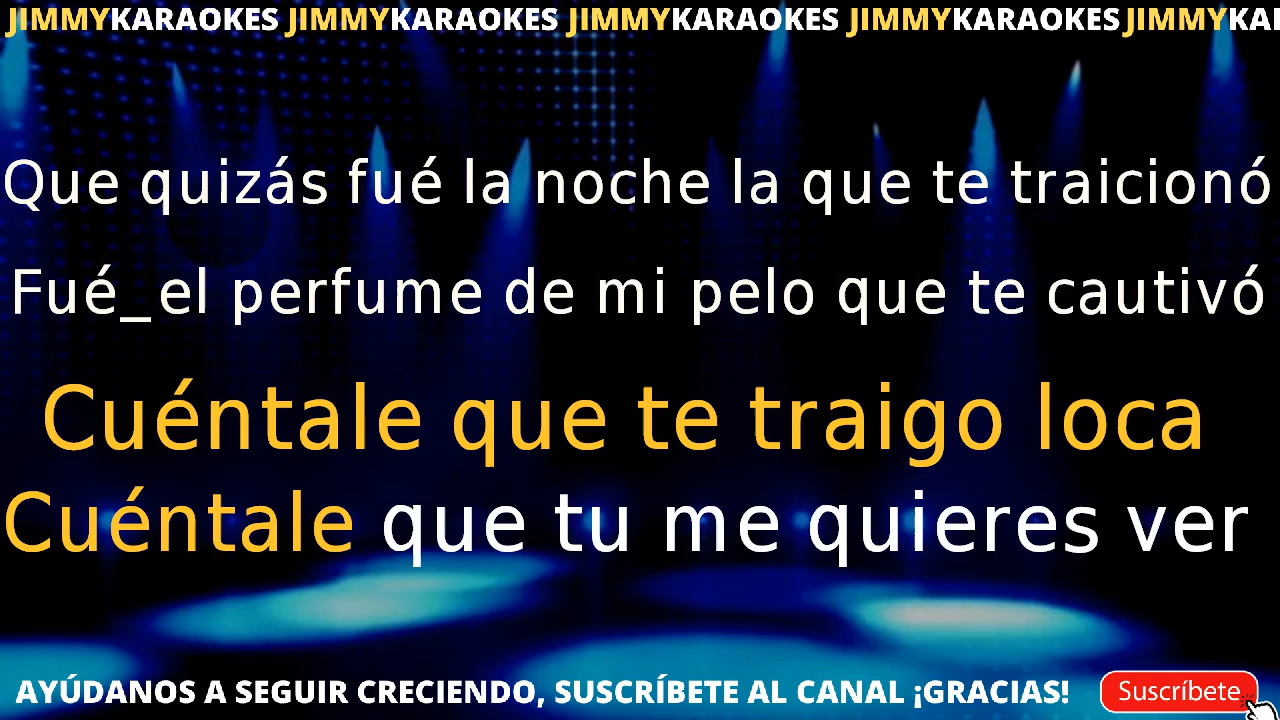 JIMMYKARAOKES JIMMYKARAOKES JIMMYKARAOKES JIMMYKARAOKES JIMMYKA
Que quizás fué la noche la que te traicionó
Fué_el perfume de mi pelo que te cautivó
Cuéntale que te traigo loca
Cuéntale que tu me quieres ver
AYÚDANOS A SEGUIR CRECIENDO, SUSCRÍBETE AL CANAL ¡GRACIAS!
Suscríbete